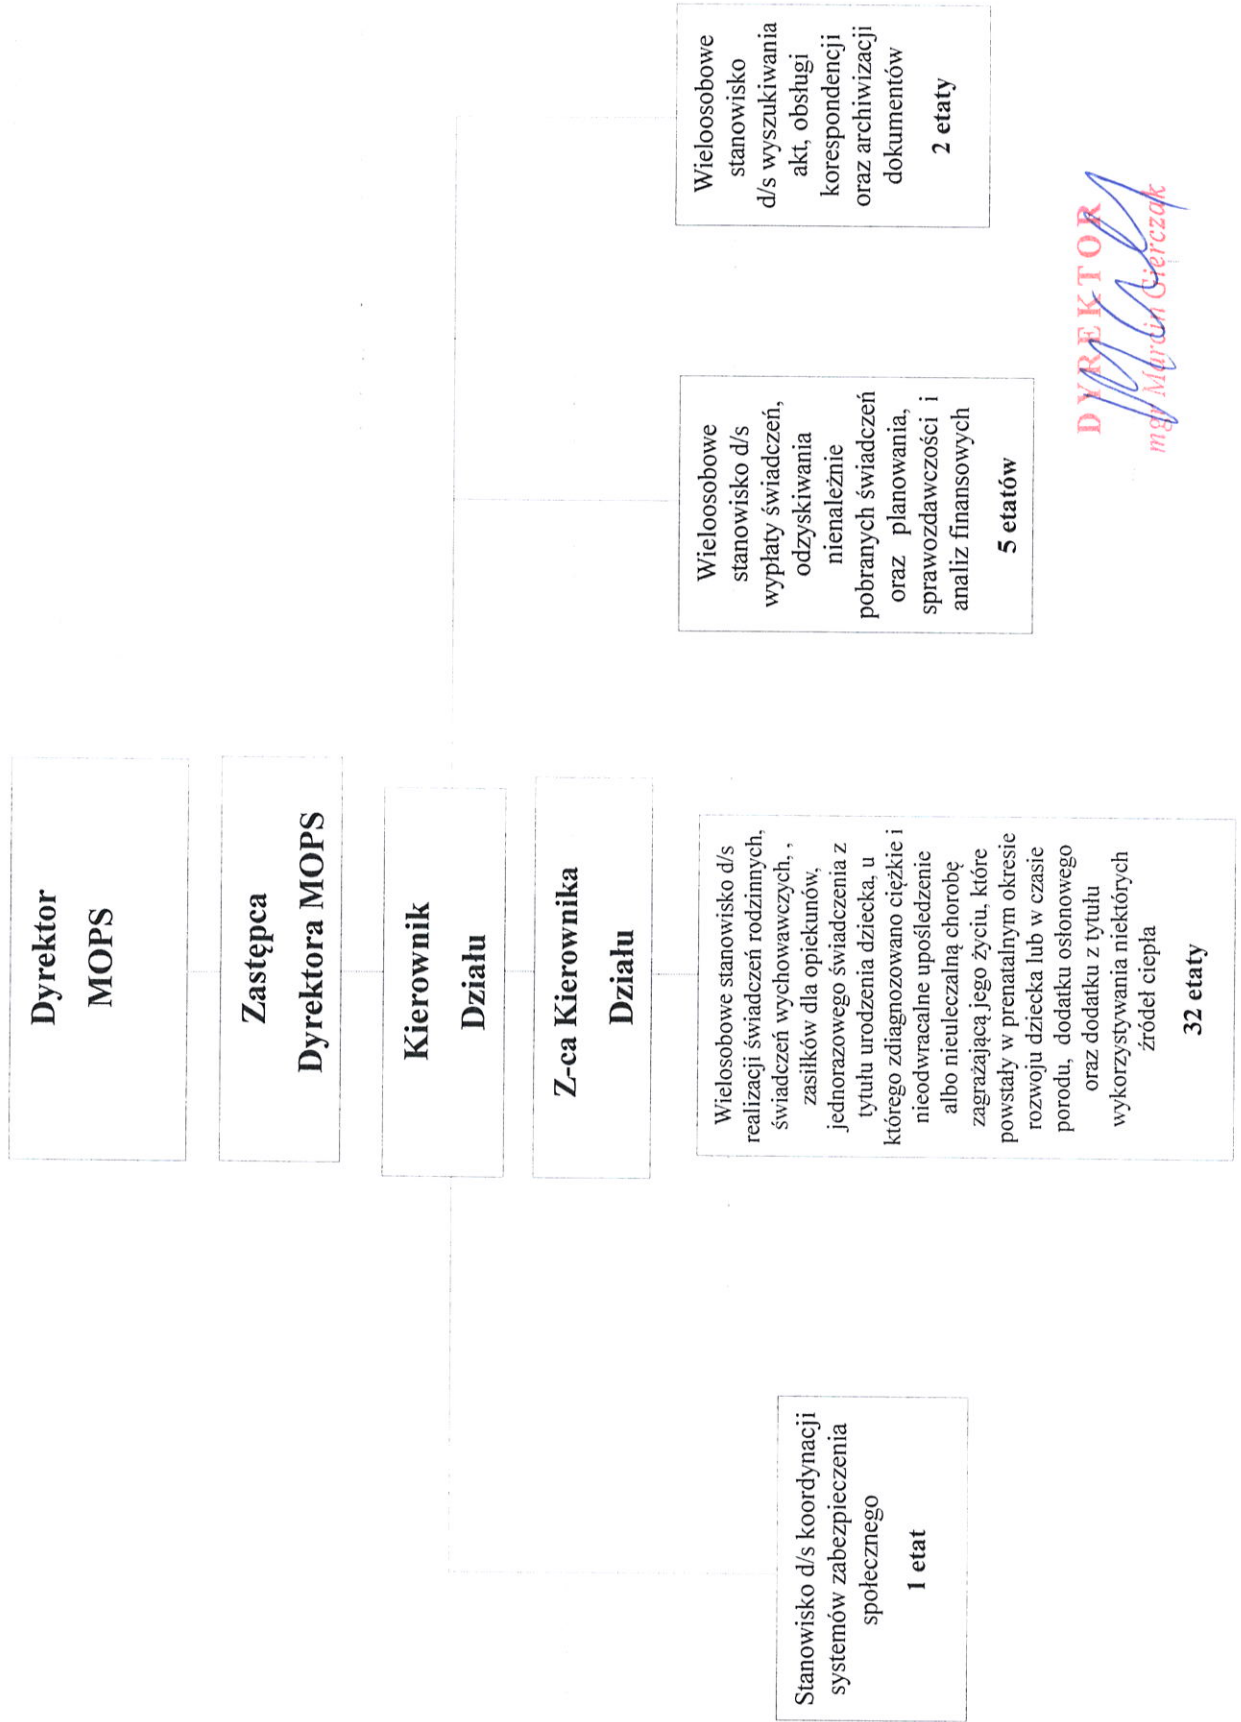 Dyrektor
MOPS
Zastępca
Dyrektora MOPS
Kierownik
Działu
Z-ca Kierownika
Działu
Stanowisko d/s koordynacji
systemów zabezpieczenia
społecznego
1 etat
Wielosobowe stanowisko d/s
realizacji świadczeń rodzinnych,
świadczeń wychowawczych, ,
zasiłków dla opiekunów,
jednorazowego świadczenia z
tytułu urodzenia dziecka, u
którego zdiagnozowano ciężkie i
nieodwracalne upośledzenie
albo nieuleczalną chorobę
zagrażającą jego życiu, które
powstały w prenatalnym okresie
rozwoju dziecka lub w czasie
porodu, dodatku osłonowego
oraz dodatku z tytułu
wykorzystywania niektórych
źródeł ciepła
32 etaty
Wieloosobowe
stanowisko d/s
wypłaty świadczeń,
odzyskiwania
nienależnie
pobranych świadczeń
oraz planowania,
sprawozdawczości i
analiz finansowych
5 etatów
Wieloosobowe
stanowisko
d/s wyszukiwania
akt, obsługi
korespondencji
oraz archiwizacji
dokumentów
2 etaty
DYREKTOR
mgr Marcin Gierczak